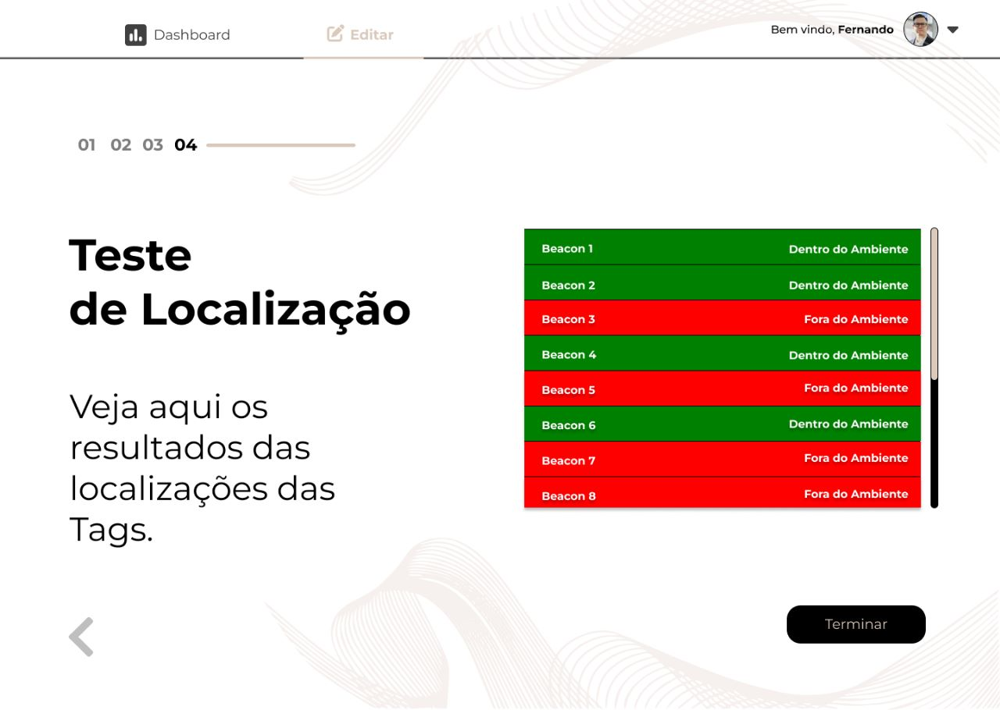 Dashboard
Editar
Bem vindo, Fernando
01 02 03 04
Teste
de Localização
Veja aqui os
resultados das
localizações das
Tags.
Beacon 1 Dentro do Ambiente
Beacon 2 Dentro do Ambiente
Beacon 3 Fora do Ambiente
Beacon 4 Dentro do Ambiente
Beacon 5 Fora do Ambiente
Beacon 6 Dentro do Ambiente
Beacon 7 Fora do Ambiente
Beacon 8 Fora do Ambiente
Terminar